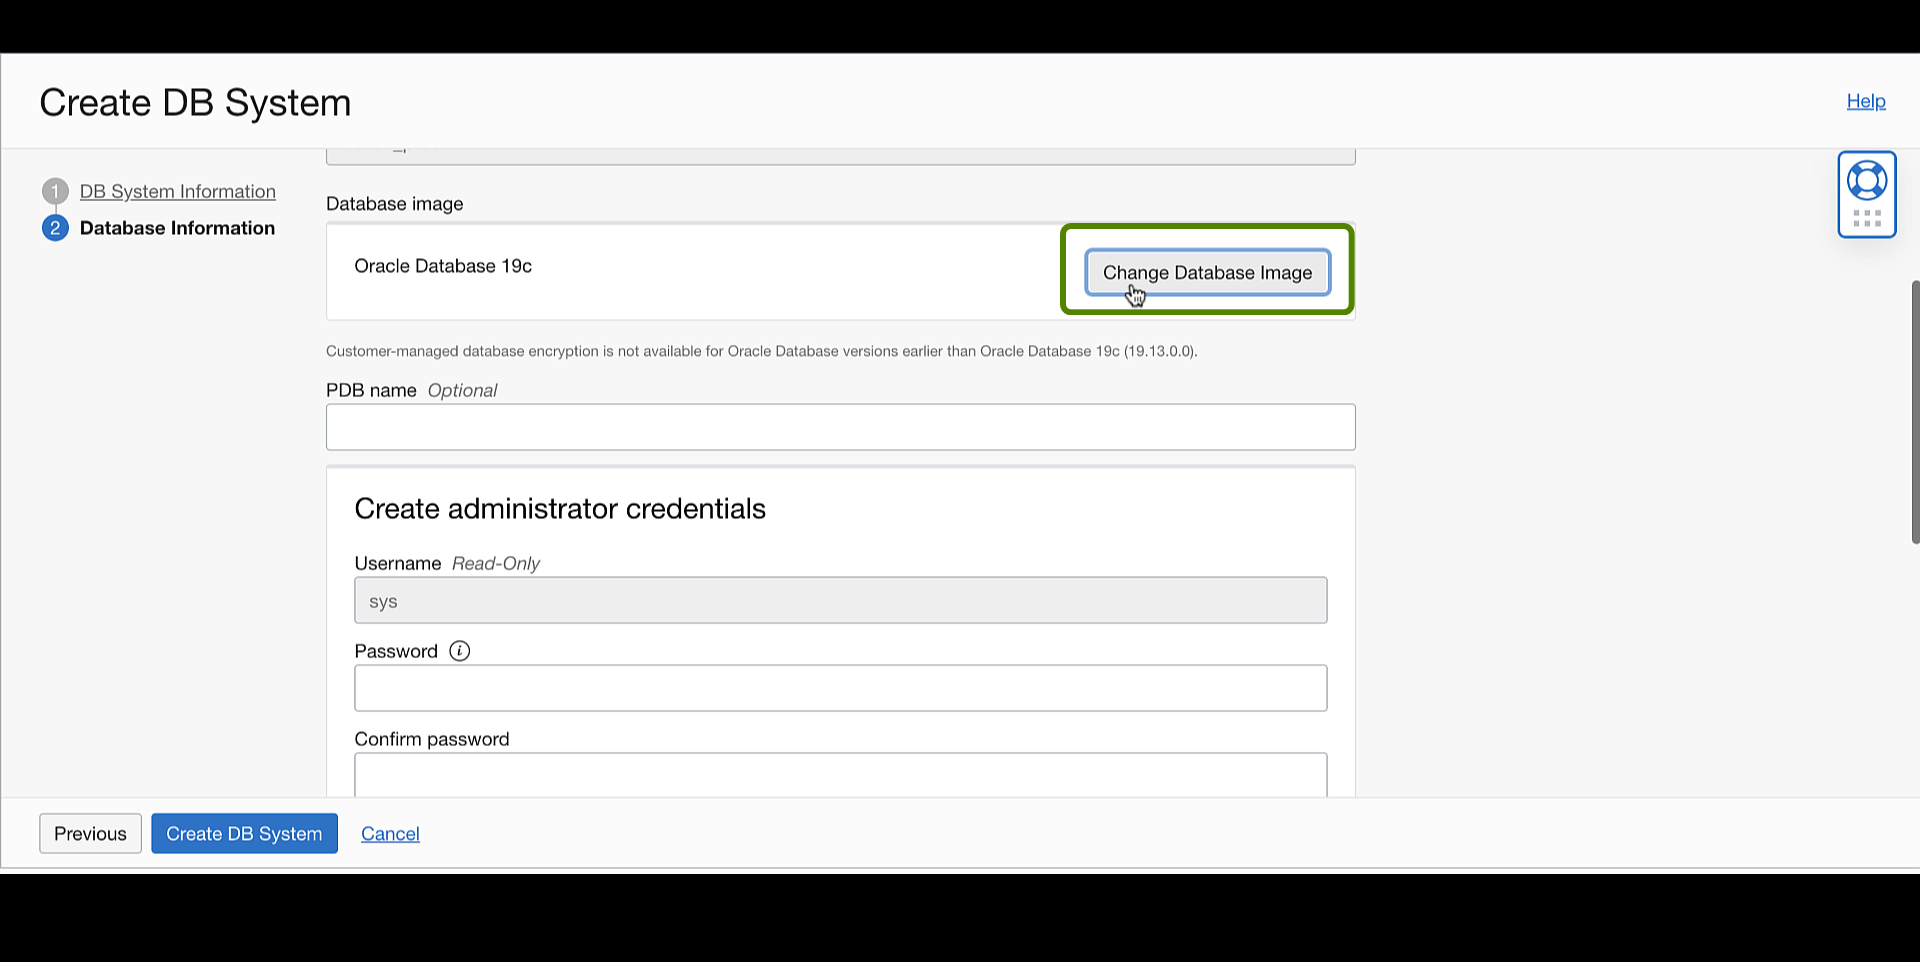 Create DB System
Help
1 DB System Information
2 Database Information
Database image
Oracle Database 19c
Change Database Image
Customer-managed database encryption is not available for Oracle Database versions earlier than Oracle Database 19c (19.13.0.0).
PDB name Optional
Create administrator credentials
Username Read-Only
sys
Password i
Confirm password
Previous
Create DB System
Cancel